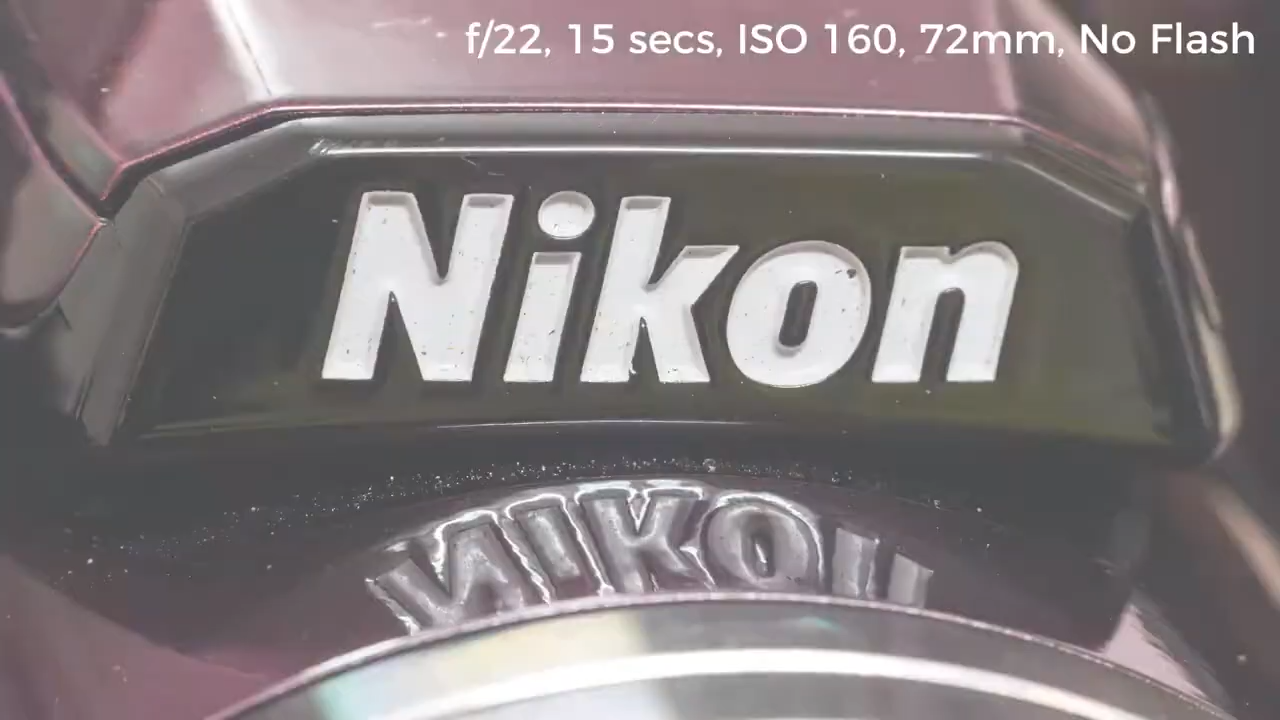 f/22, 15 secs, ISO 160, 72mm, No Flash
Nikon
NIKON